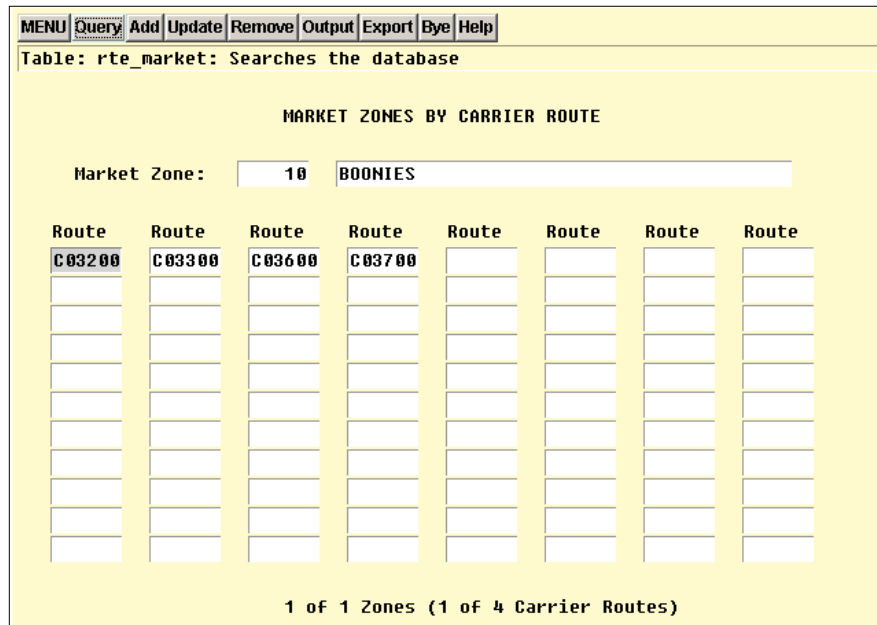 MENU Query Add Update Remove Output Export Bye Help
Table: rte_market: Searches the database
MARKET ZONES BY CARRIER ROUTE
Market Zone: 10 BOONIES
Route Route Route Route Route Route Route Route
C03200 C03300 C03600 C03700
1 of 1 Zones (1 of 4 Carrier Routes)